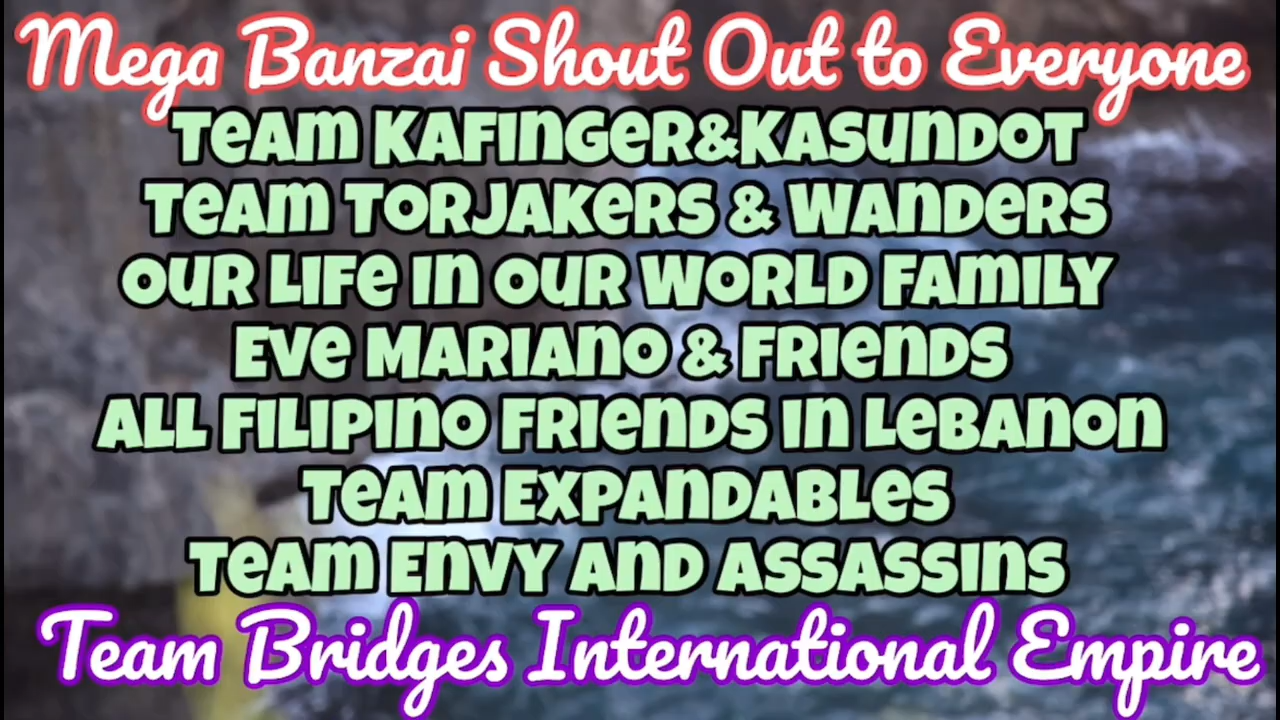 Mega Banzai Shout Out to Everyone
Team Kafinger&Kasundot
Team Torjakers & Wanders
Our Life in Our World Family
Eve Mariano & Friends
All Filipino Friends in Lebanon
Team Expandables
Team Envy and Assassins
Team Bridges International Empire